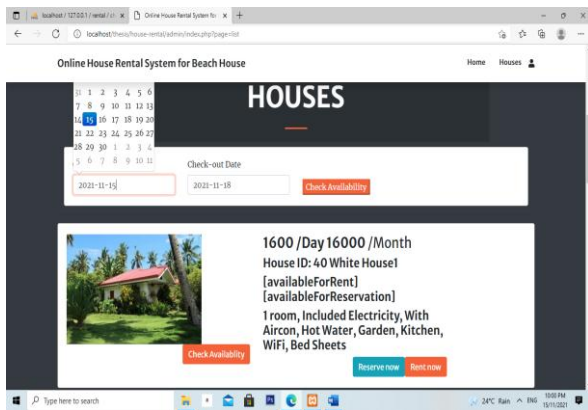 localhost / 127.0.0.1 / rental / ch
Online House Rental System for
localhost/thesis/house-rental/admin/index.php?page=list
Online House Rental System for Beach House
Home Houses
31 1 2 3 4 5 6
7 8 9 10 11 12 13
14 15 16 17 18 19 20
21 22 23 24 25 26 27
28 29 30 1 2 3 4
5 6 7 8 9 10 11
HOUSES
Check-out Date
2021-11-15
2021-11-18
Check Availability
1600 /Day 16000 /Month
House ID: 40 White House1
[availableForRent]
[availableForReservation]
1 room, Included Electricity, With
Aircon, Hot Water, Garden, Kitchen,
WiFi, Bed Sheets
Check Availability
Reserve now
Rent now
Type here to search
24°C Rain
ENG
10:00 PM
15/11/2021